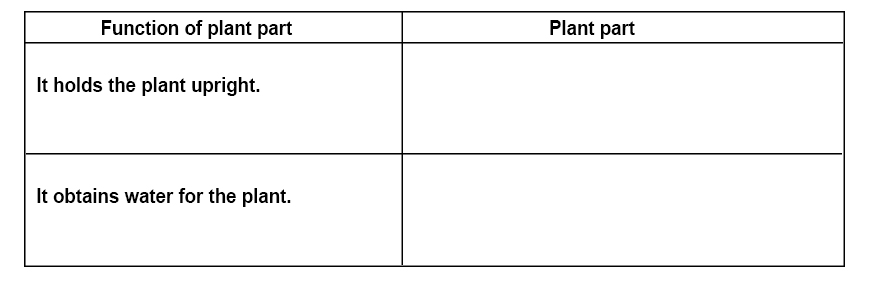 Function of plant part
Plant part
It holds the plant upright.
It obtains water for the plant.